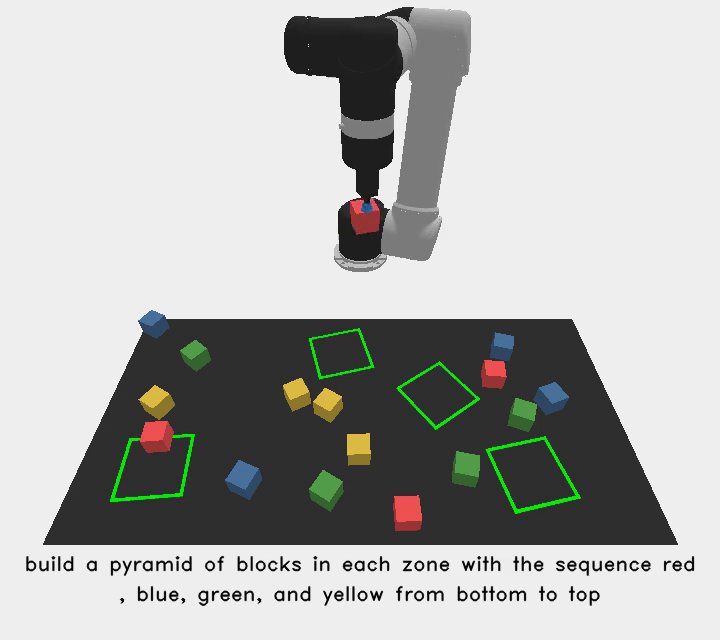 build a pyramid of blocks in each zone with the sequence red
, blue, green, and yellow from bottom to top